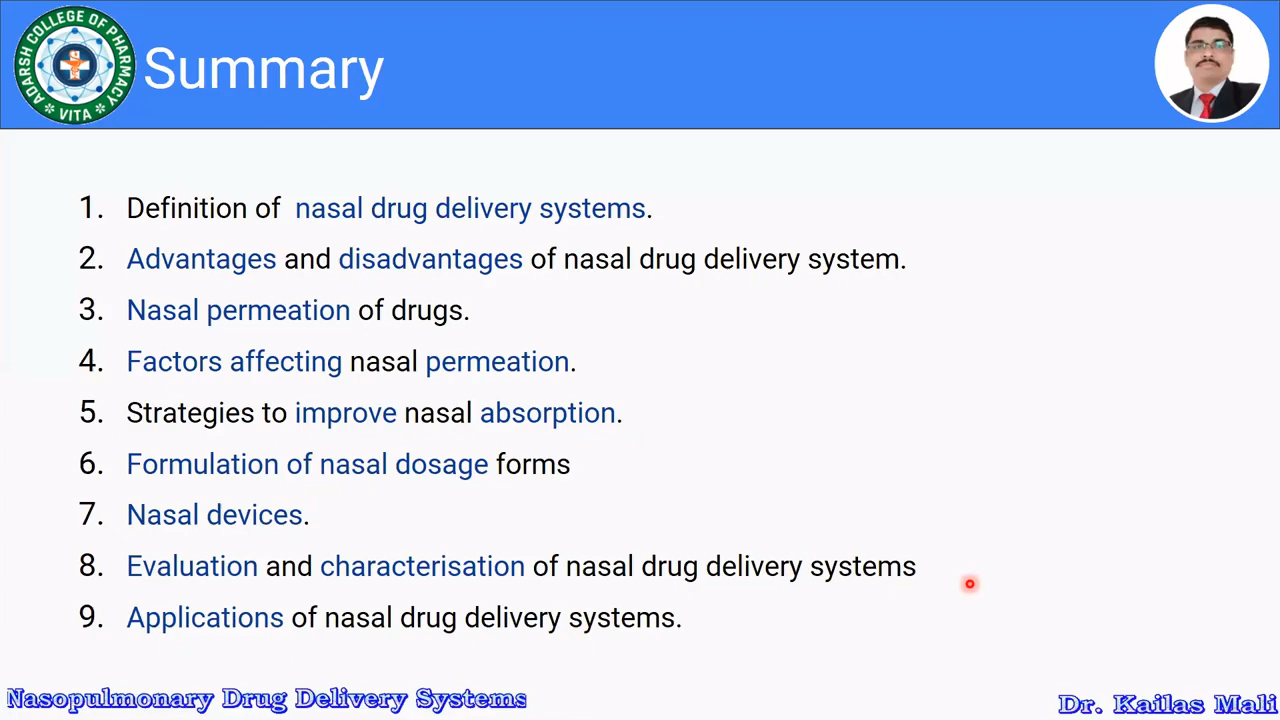 ADARSH COLLEGE OF PHARMACY
VITA
Summary
1. Definition of nasal drug delivery systems.
2. Advantages and disadvantages of nasal drug delivery system.
3. Nasal permeation of drugs.
4. Factors affecting nasal permeation.
5. Strategies to improve nasal absorption.
6. Formulation of nasal dosage forms
7. Nasal devices.
8. Evaluation and characterisation of nasal drug delivery systems
9. Applications of nasal drug delivery systems.
Nasopulmonary Drug Delivery Systems
Dr. Kailas Mali